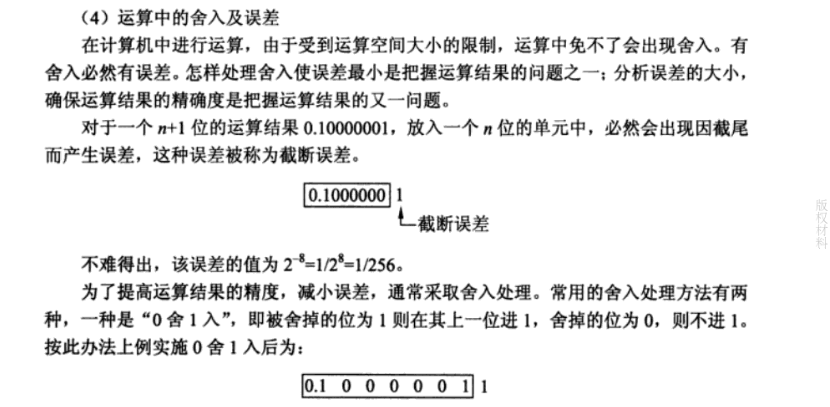 （4）运算中的舍入及误差
在计算机中进行运算，由于受到运算空间大小的限制，运算中免不了会出现舍入。有
舍入必然有误差。怎样处理舍入使误差最小是把握运算结果的问题之一；分析误差的大小，
确保运算结果的精确度是把握运算结果的又一问题。
对于一个 n+1 位的运算结果 0.10000001，放入一个 n 位的单元中，必然会出现因截尾
而产生误差，这种误差被称为截断误差。
0.1000000 1
截断误差
不难得出，该误差的值为 2⁻⁸=1/2⁸=1/256。
为了提高运算结果的精度，减小误差，通常采取舍入处理。常用的舍入处理方法有两
种，一种是“0 舍 1 入”，即被舍掉的位为 1 则在其上一位进 1，舍掉的位为 0，则不进 1。
按此办法上例实施 0 舍 1 入后为：
0.1 0 0 0 0 0 1 1
版权材料